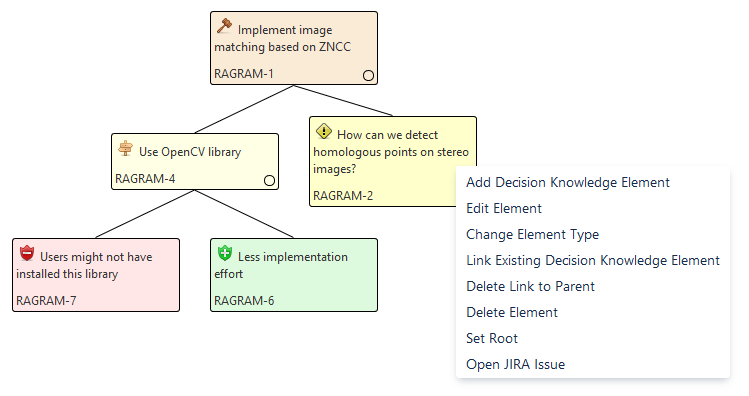 Implement image
matching based on ZNCC
RAGRAM-1
Use OpenCV library
RAGRAM-4
How can we detect
homologous points on stereo
images?
RAGRAM-2
Users might not have
installed this library
RAGRAM-7
Less implementation
effort
RAGRAM-6
Add Decision Knowledge Element
Edit Element
Change Element Type
Link Existing Decision Knowledge Element
Delete Link to Parent
Delete Element
Set Root
Open JIRA Issue